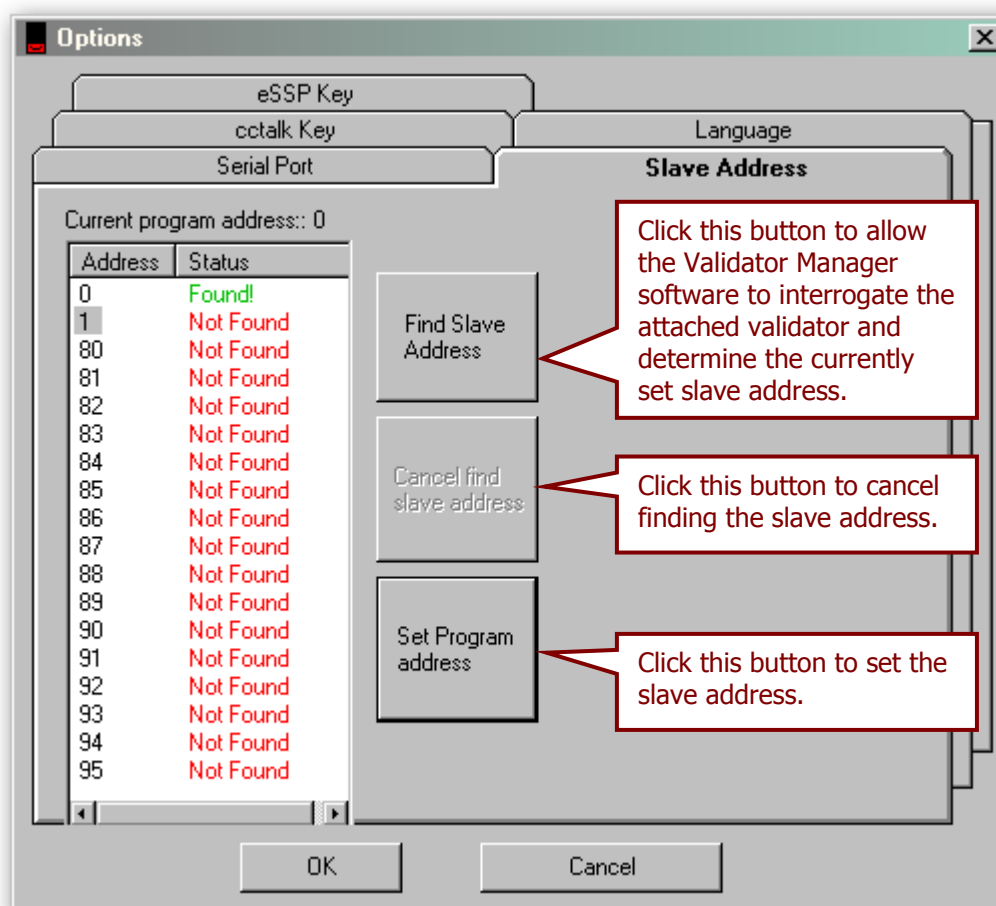 Options
eSSP Key
cctalk Key
Language
Serial Port
Slave Address
Current program address:: 0
Address Status
0 Found!
1 Not Found
80 Not Found
81 Not Found
82 Not Found
83 Not Found
84 Not Found
85 Not Found
86 Not Found
87 Not Found
88 Not Found
89 Not Found
90 Not Found
91 Not Found
92 Not Found
93 Not Found
94 Not Found
95 Not Found
Find Slave
Address
Click this button to allow
the Validator Manager
software to interrogate the
attached validator and
determine the currently
set slave address.
Cancel find
slave address
Click this button to cancel
finding the slave address.
Set Program
address
Click this button to set the
slave address.
OK
Cancel